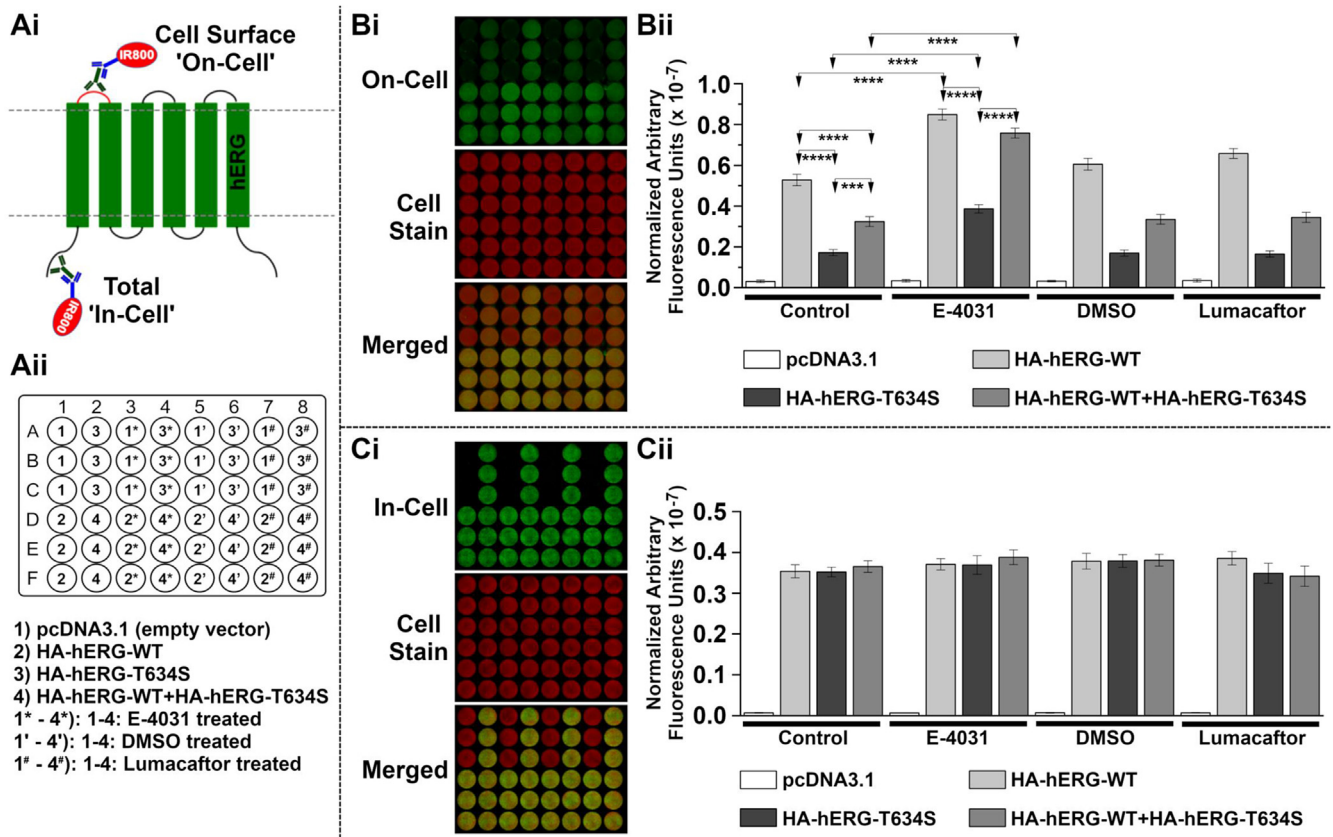 Ai
Cell Surface
'On-Cell'
IR800
hERG
IR800
Total
'In-Cell'
Aii
1 2 3 4 5 6 7 8
A 1 3 1* 3* 1’ 3’ 1# 3#
B 1 3 1* 3* 1’ 3’ 1# 3#
C 1 3 1* 3* 1’ 3’ 1# 3#
D 2 4 2* 4* 2’ 4’ 2# 4#
E 2 4 2* 4* 2’ 4’ 2# 4#
F 2 4 2* 4* 2’ 4’ 2# 4#
1) pcDNA3.1 (empty vector)
2) HA-hERG-WT
3) HA-hERG-T634S
4) HA-hERG-WT+HA-hERG-T634S
1* - 4*): 1-4: E-4031 treated
1' - 4'): 1-4: DMSO treated
1# - 4#): 1-4: Lumacaftor treated
Bi
On-Cell
Cell
Stain
Merged
Bii
Normalized Arbitrary
Fluorescence Units (x 10-7)
1.0
0.8
0.6
0.4
0.2
0.0
****
****
****
**** ****
****
****
***
Control E-4031 DMSO Lumacaftor
pcDNA3.1 HA-hERG-WT
HA-hERG-T634S HA-hERG-WT+HA-hERG-T634S
Ci
In-Cell
Cell
Stain
Merged
Cii
Normalized Arbitrary
Fluorescence Units (x 10-7)
0.5
0.4
0.3
0.2
0.1
0.0
Control E-4031 DMSO Lumacaftor
pcDNA3.1 HA-hERG-WT
HA-hERG-T634S HA-hERG-WT+HA-hERG-T634S